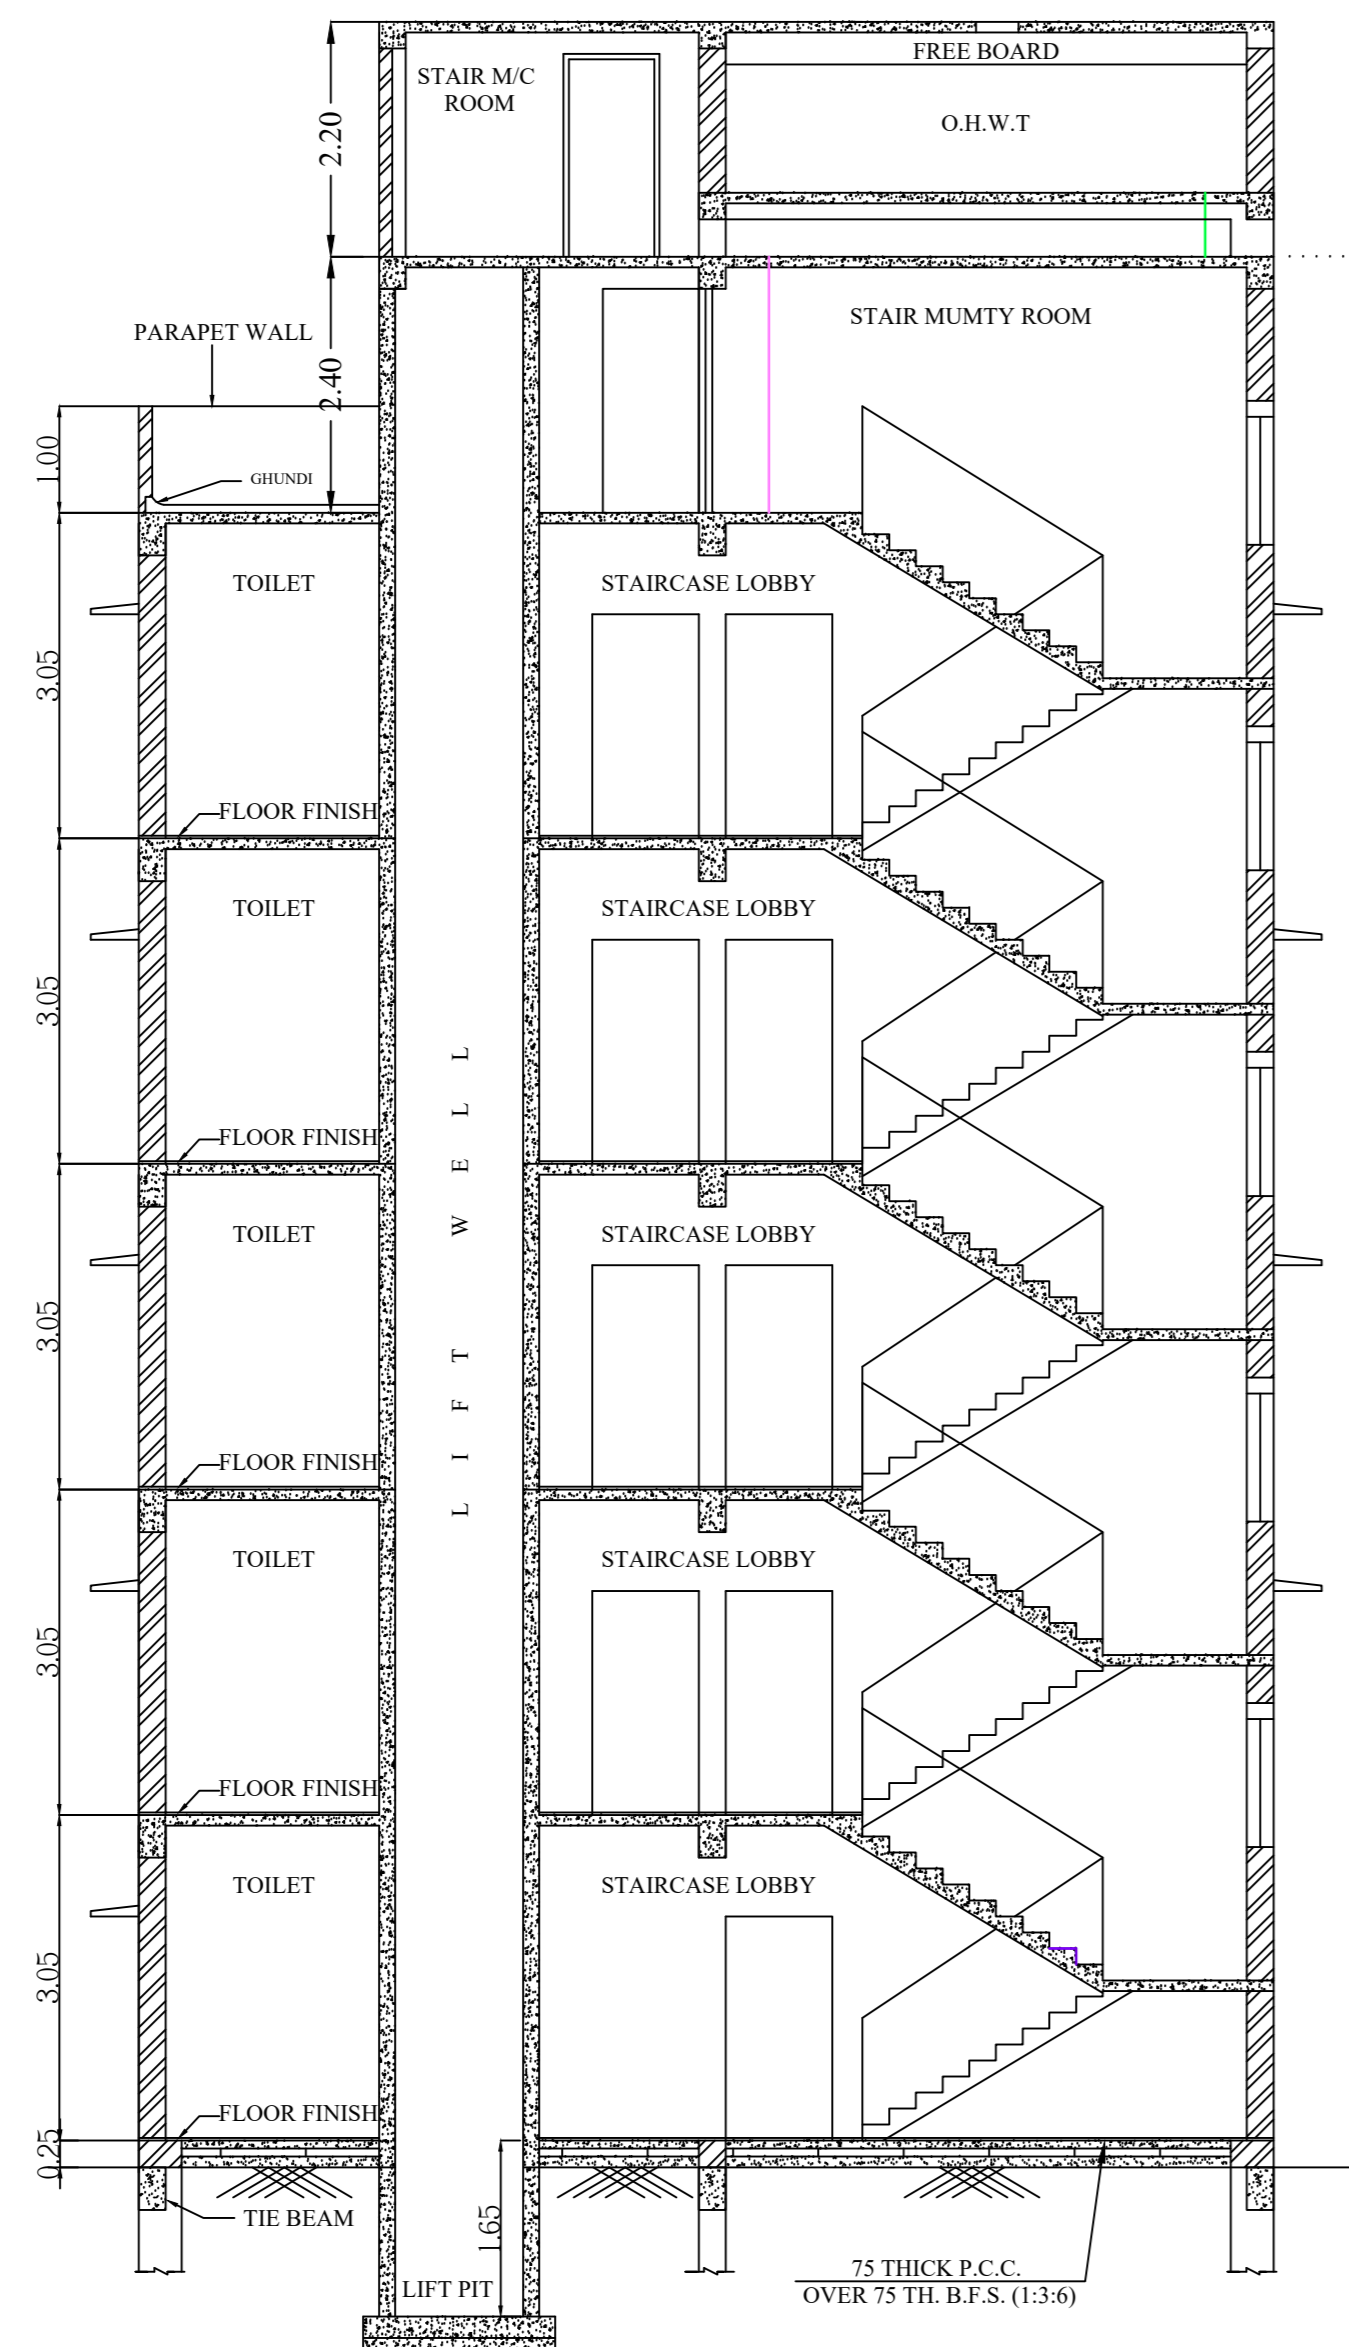 FREE BOARD
STAIR M/C
ROOM
O.H.W.T
2.20
STAIR MUMTY ROOM
PARAPET WALL
2.40
1.00
GHUNDI
TOILET
STAIRCASE LOBBY
3.05
FLOOR FINISH
TOILET
STAIRCASE LOBBY
3.05
LIFT WELL
FLOOR FINISH
TOILET
STAIRCASE LOBBY
3.05
FLOOR FINISH
TOILET
STAIRCASE LOBBY
3.05
FLOOR FINISH
TOILET
STAIRCASE LOBBY
3.05
FLOOR FINISH
0.25
TIE BEAM
1.65
LIFT PIT
75 THICK P.C.C.
OVER 75 TH. B.F.S. (1:3:6)